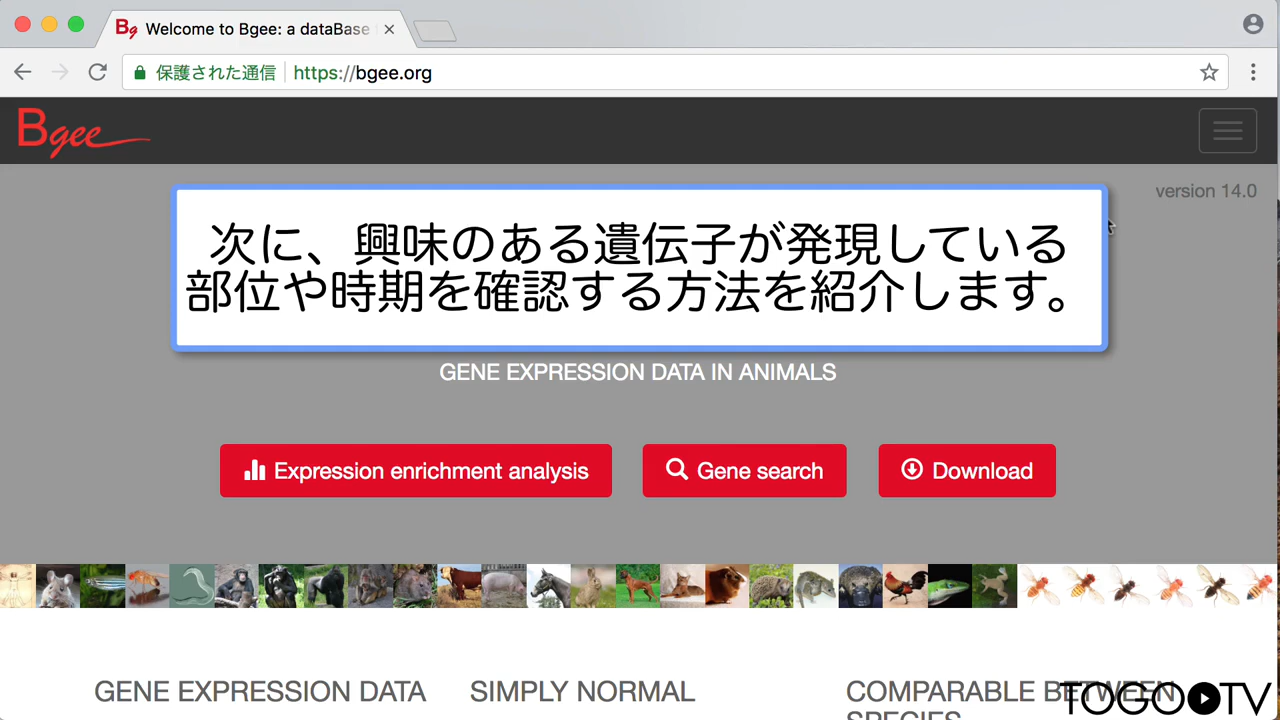 Bg Welcome to Bgee: a dataBase
保護された通信 https://bgee.org
Bgee
version 14.0
次に、興味のある遺伝子が発現している
部位や時期を確認する方法を紹介します。
GENE EXPRESSION DATA IN ANIMALS
Expression enrichment analysis Gene search Download
GENE EXPRESSION DATA SIMPLY NORMAL COMPARABLE BETWEEN
SPECIES
TOGO TV